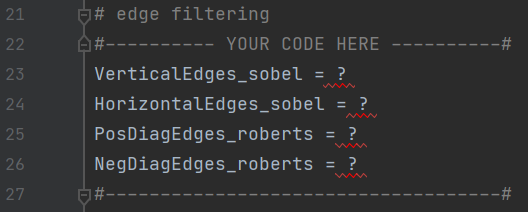 21 # edge filtering
22 #---------- YOUR CODE HERE ----------#
23 VerticalEdges_sobel = ?
24 HorizontalEdges_sobel = ?
25 PosDiagEdges_roberts = ?
26 NegDiagEdges_roberts = ?
27 #------------------------------------#